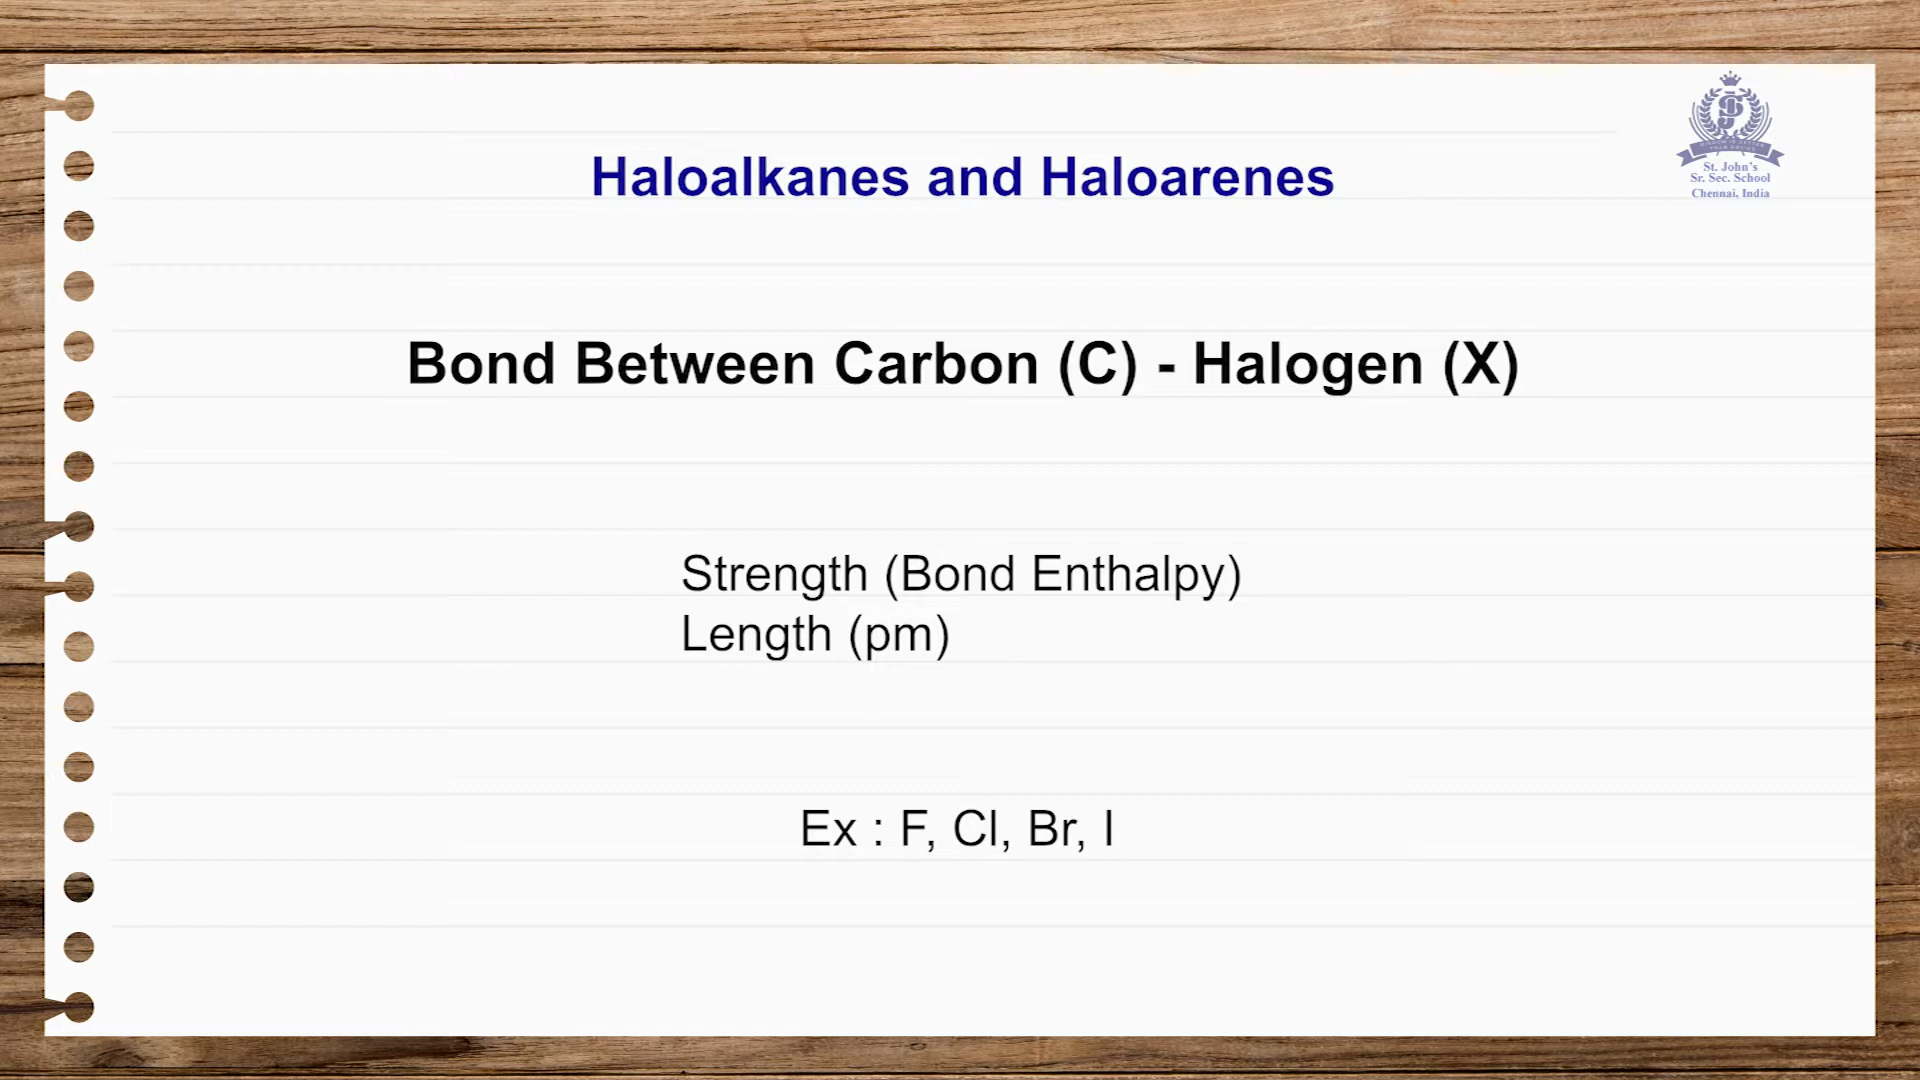 Haloalkanes and Haloarenes
St. John's
Sr. Sec. School
Chennai, India
Bond Between Carbon (C) - Halogen (X)
Strength (Bond Enthalpy)
Length (pm)
Ex : F, Cl, Br, I